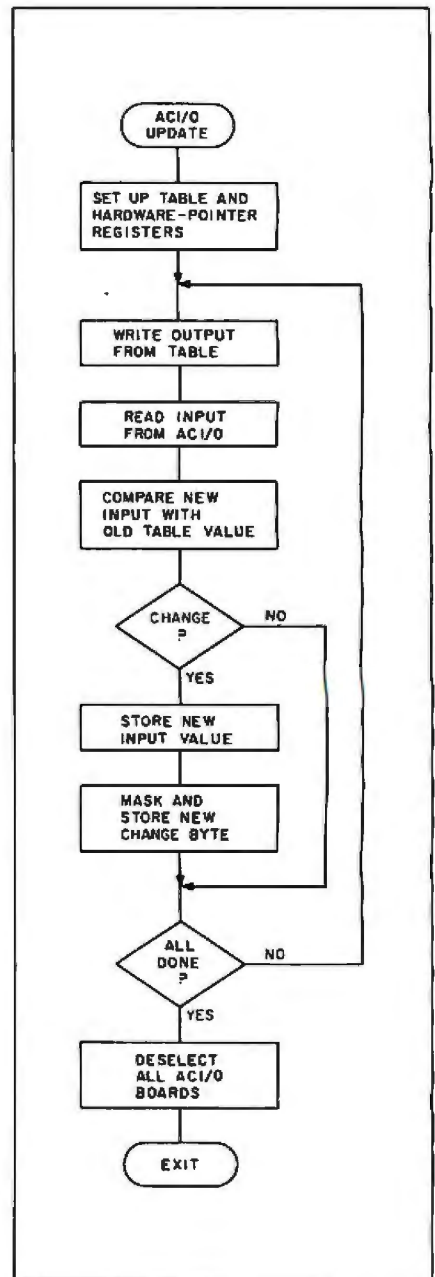 ACI/O
UPDATE
SET UP TABLE AND
HARDWARE-POINTER
REGISTERS
WRITE OUTPUT
FROM TABLE
READ INPUT
FROM ACI/O
COMPARE NEW
INPUT WITH
OLD TABLE VALUE
CHANGE
?
NO
YES
STORE NEW
INPUT VALUE
MASK AND
STORE NEW
CHANGE BYTE
ALL
DONE
?
NO
YES
DESELECT
ALL ACI/O
BOARDS
EXIT